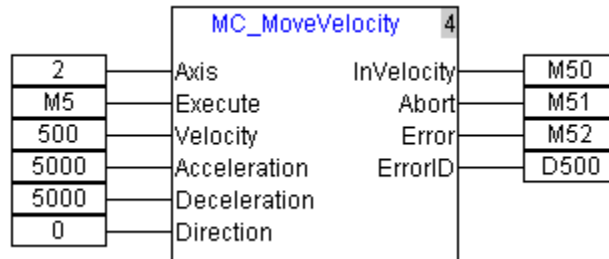 MC_MoveVelocity 4
2 Axis InVelocity M50
M5 Execute Abort M51
500 Velocity Error M52
5000 Acceleration ErrorID D500
5000 Deceleration
0 Direction